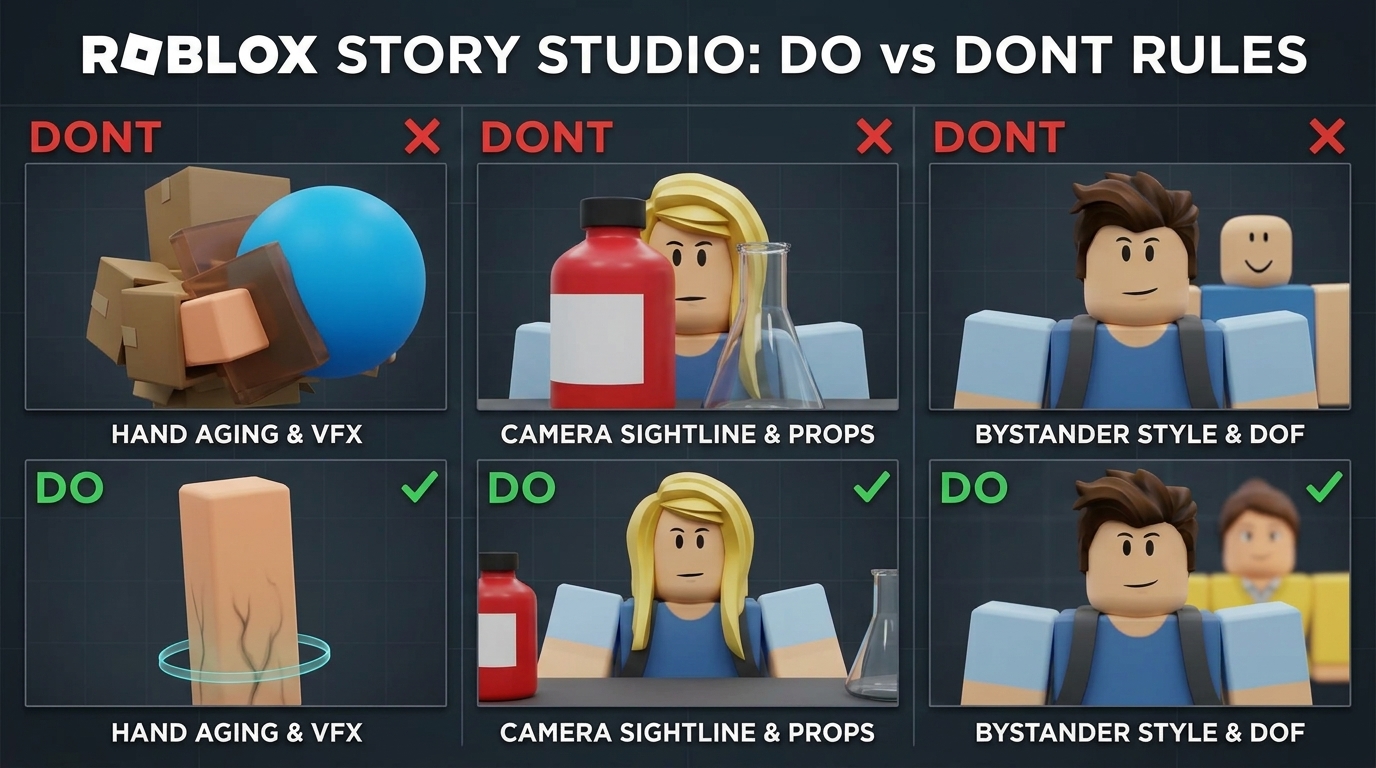 ROBLOX STORY STUDIO: DO vs DONT RULES
DONT
DONT
DONT
HAND AGING & VFX
CAMERA SIGHTLINE & PROPS
BYSTANDER STYLE & DOF
DO
DO
DO
HAND AGING & VFX
CAMERA SIGHTLINE & PROPS
BYSTANDER STYLE & DOF